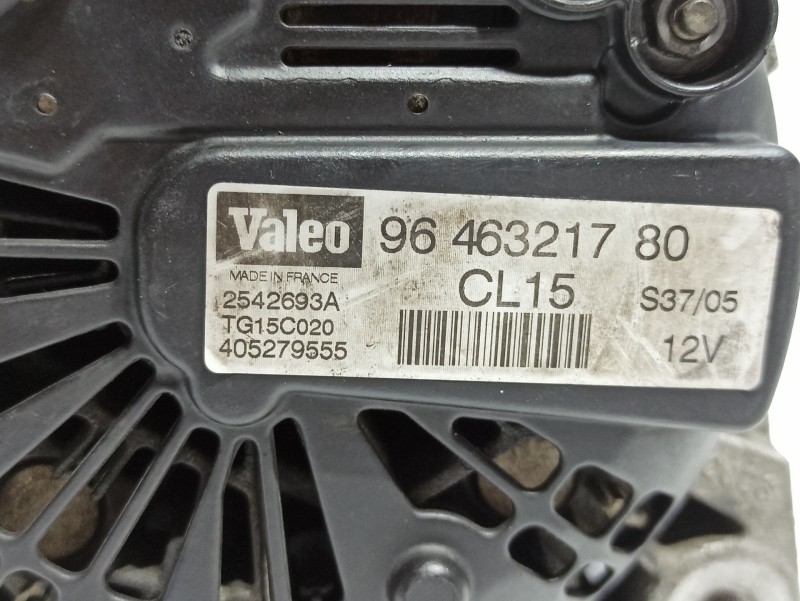 Valeo 96 463217 80
MADE IN FRANCE CL15 S37/05
2542693A
TG15C020 12V
405279555